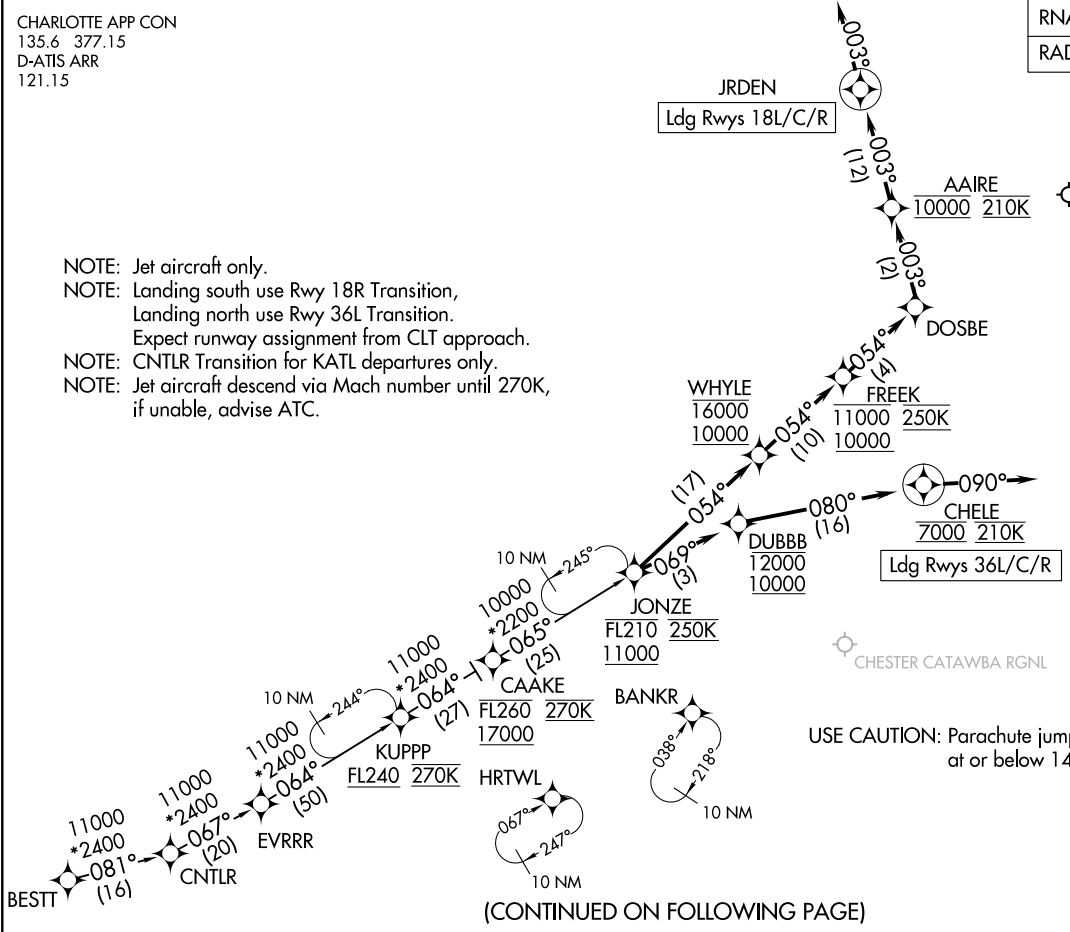 CHARLOTTE APP CON
135.6 377.15
D-ATIS ARR
121.15
RNA
RAD
003°
JRDEN
Ldg Rwys 18L/C/R
003°
(12)
AAIRE
10000 210K
003°
(2)
DOSBE
NOTE: Jet aircraft only.
NOTE: Landing south use Rwy 18R Transition,
Landing north use Rwy 36L Transition.
Expect runway assignment from CLT approach.
NOTE: CNTLR Transition for KATL departures only.
NOTE: Jet aircraft descend via Mach number until 270K,
if unable, advise ATC.
054°
(4)
FREEK
11000 250K
10000
WHYLE
16000
10000
054°
(10)
(17)
054°
090°
CHELE
7000 210K
Ldg Rwys 36L/C/R
080°
(16)
DUBBB
12000
10000
069°
(3)
10 NM
245°
JONZE
FL210 250K
11000
10000
*2200
065°
(25)
CAAKE
FL260 270K
17000
CHESTER CATAWBA RGNL
11000
*2400
064°
(27)
10 NM
244°
KUPPP
FL240 270K
BANKR
038°
218°
10 NM
USE CAUTION: Parachute jump
at or below 14
11000
*2400
064°
(50)
EVRRR
HRTWL
067°
247°
10 NM
11000
*2400
067°
(20)
CNTLR
11000
*2400
081°
(16)
BESTT
(CONTINUED ON FOLLOWING PAGE)